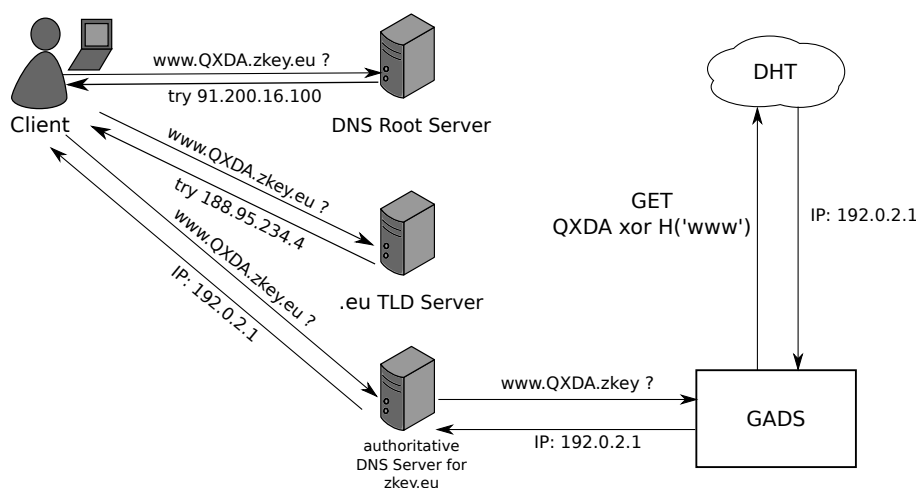 www.QXDA.zkey.eu ?
try 91.200.16.100
Client
DNS Root Server
www.QXDA.zkey.eu ?
try 188.95.234.4
.eu TLD Server
www.QXDA.zkey.eu ?
IP: 192.0.2.1
authoritative
DNS Server for
zkey.eu
www.QXDA.zkey ?
IP: 192.0.2.1
GADS
GET
QXDA xor H('www')
DHT
IP: 192.0.2.1